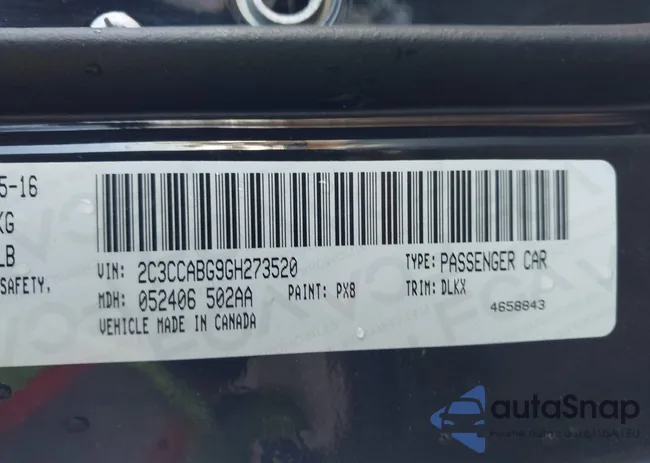 5-16
KG
LB
SAFETY,
VIN: 2C3CCABG9GH273520
TYPE: PASSENGER CAR
MDH: 052406 502AA
PAINT: PX8
TRIM: DLKX
VEHICLE MADE IN CANADA
4658843
autoSnap